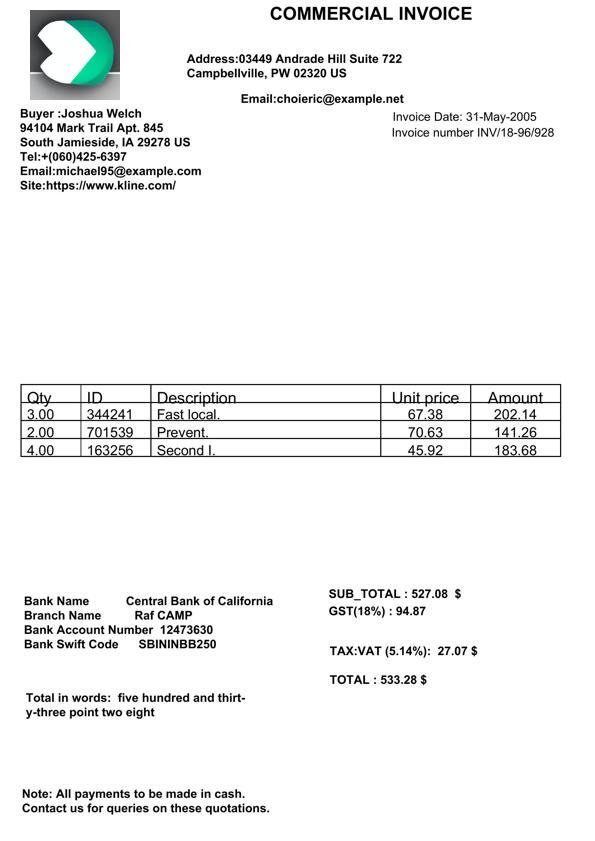 COMMERCIAL INVOICE
Address:03449 Andrade Hill Suite 722
Campbellville, PW 02320 US
Email:choieric@example.net
Buyer :Joshua Welch
94104 Mark Trail Apt. 845
South Jamieside, IA 29278 US
Tel:+(060)425-6397
Email:michael95@example.com
Site:https://www.kline.com/
Invoice Date: 31-May-2005
Invoice number INV/18-96/928
Qty ID Description Unit price Amount
3.00 344241 Fast local. 67.38 202.14
2.00 701539 Prevent. 70.63 141.26
4.00 163256 Second I. 45.92 183.68
Bank Name Central Bank of California
Branch Name Raf CAMP
Bank Account Number 12473630
Bank Swift Code SBININBB250
SUB_TOTAL : 527.08 $
GST(18%) : 94.87
TAX:VAT (5.14%): 27.07 $
TOTAL : 533.28 $
Total in words: five hundred and thirt-
y-three point two eight
Note: All payments to be made in cash.
Contact us for queries on these quotations.